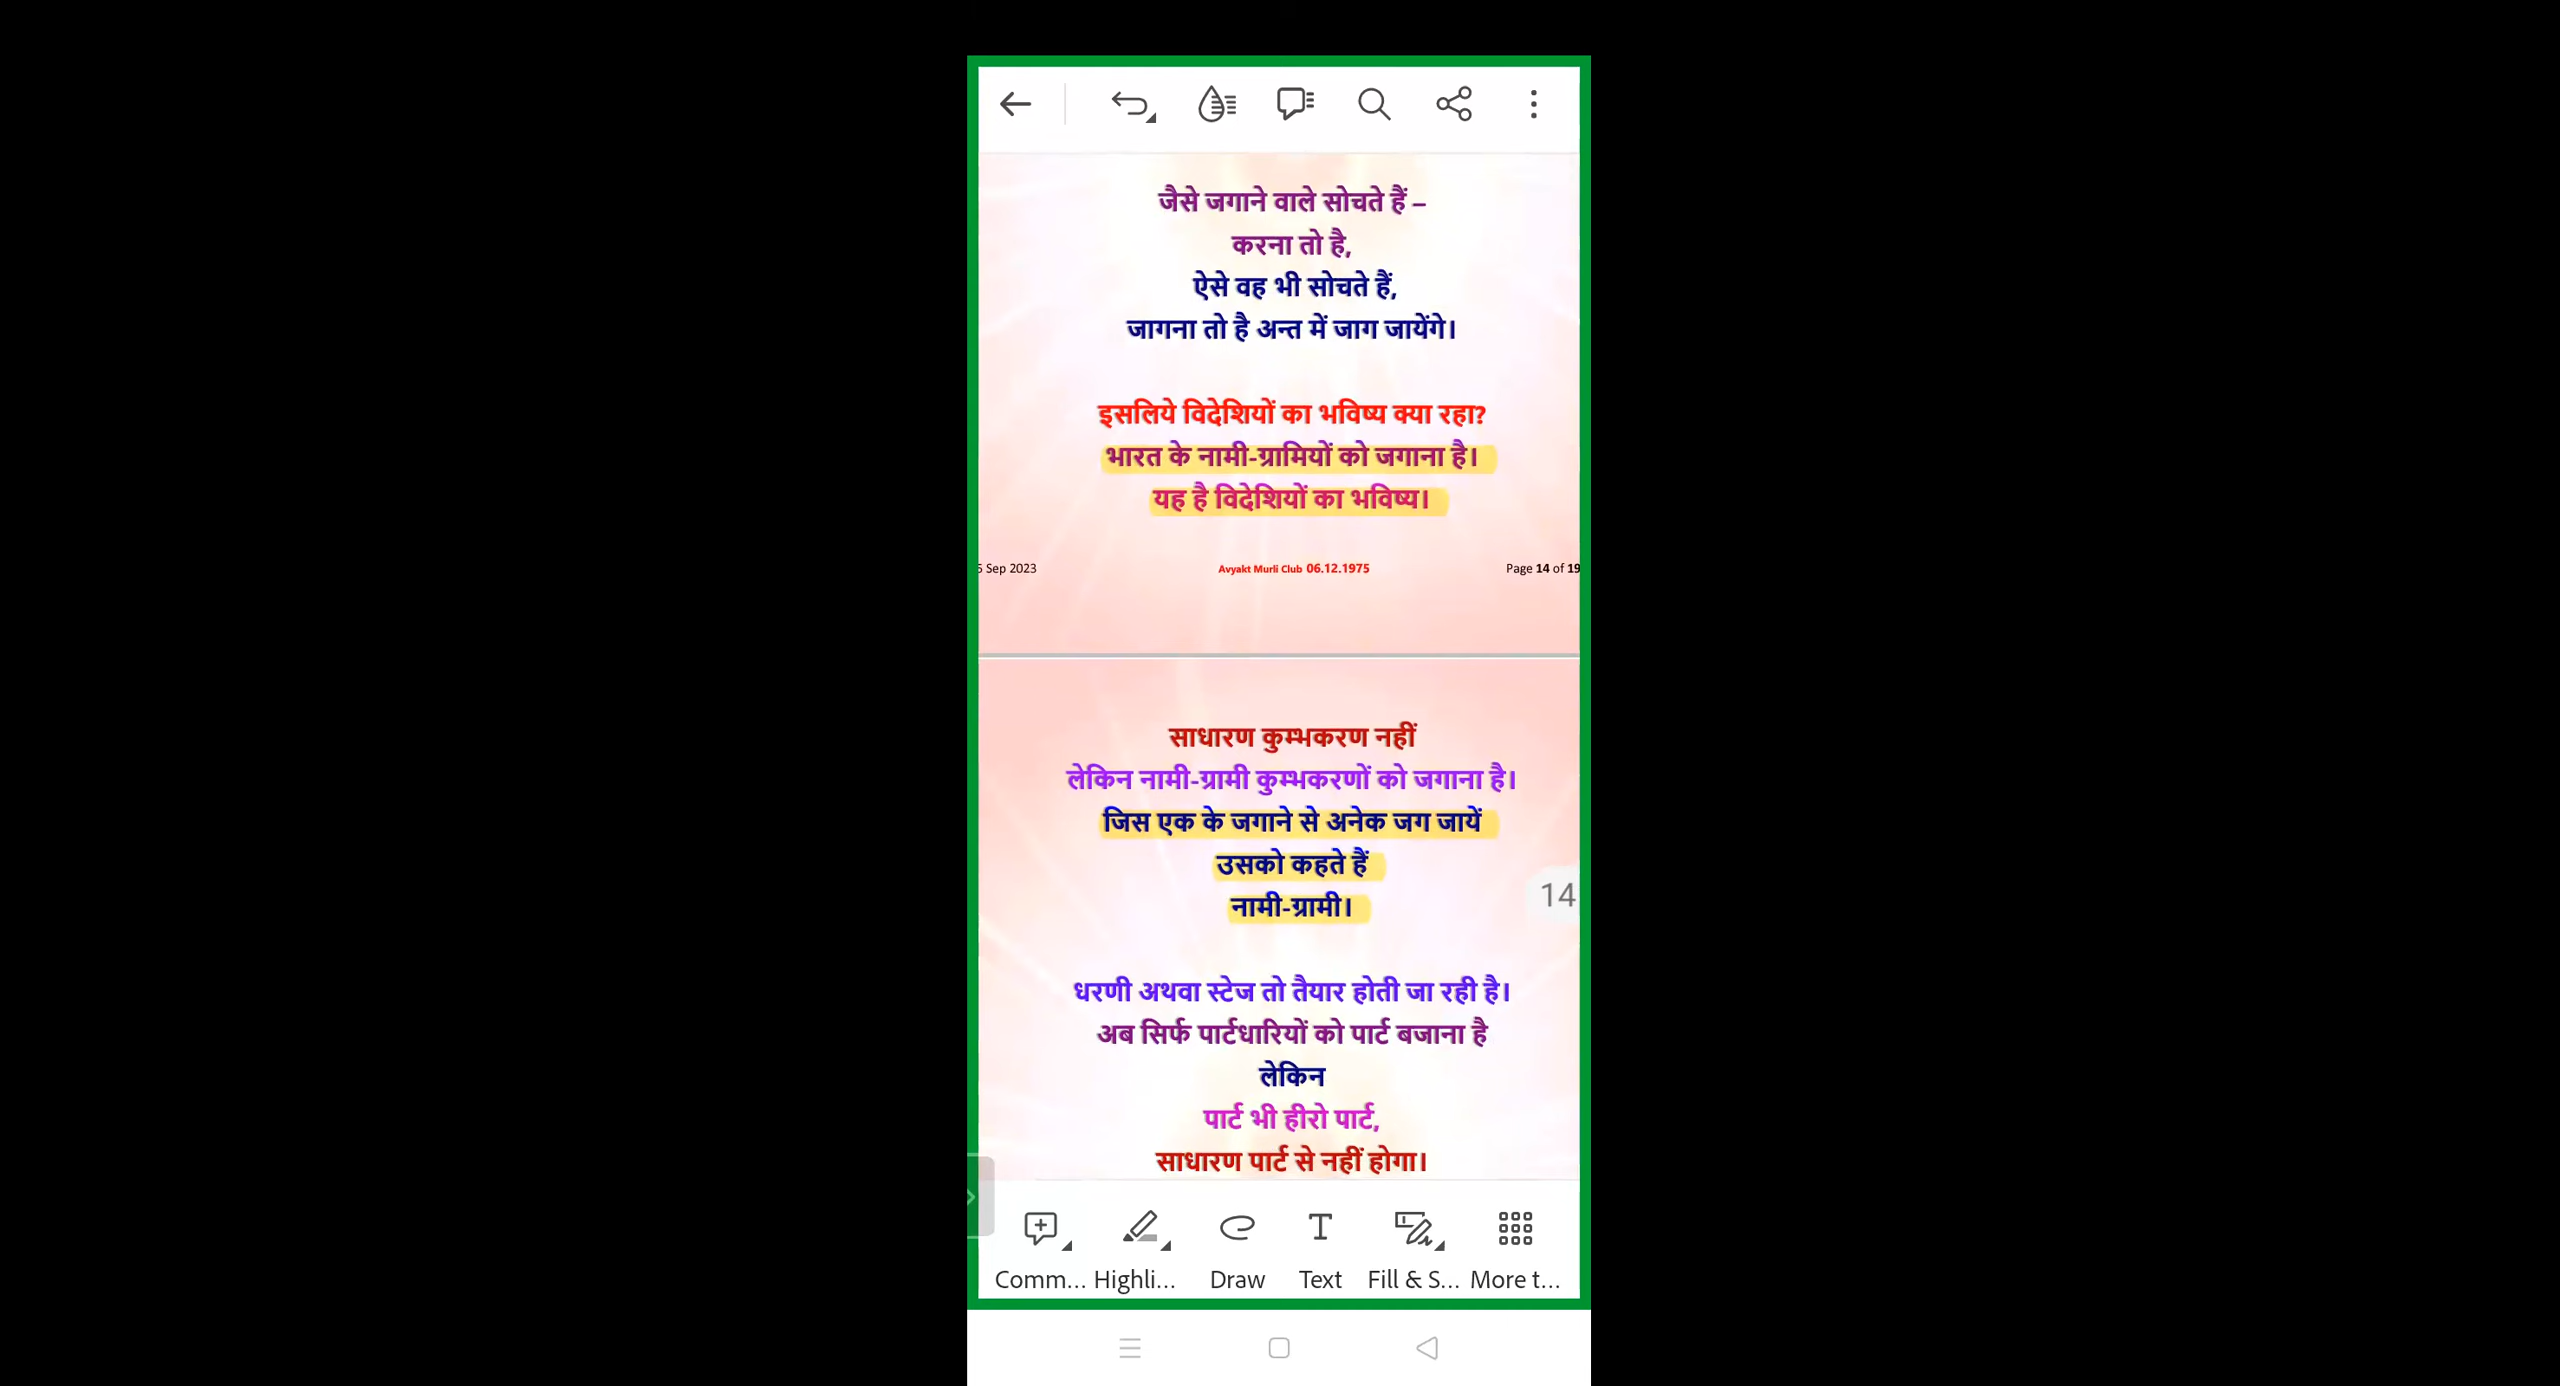 जैसे जगाने वाले सोचते हैं –
करना तो है,
ऐसे वह भी सोचते हैं,
जागना तो है अन्त में जाग जायेंगे।
इसलिये विदेशियों का भविष्य क्या रहा?
भारत के नामी-ग्रामियों को जगाना है।
यह है विदेशियों का भविष्य।
Sep 2023 Avyakt Murli Club 06.12.1975 Page 14 of 19
साधारण कुम्भकरण नहीं
लेकिन नामी-ग्रामी कुम्भकरणों को जगाना है।
जिस एक के जगाने से अनेक जग जायें
उसको कहते हैं
नामी-ग्रामी।
14
धरणी अथवा स्टेज तो तैयार होती जा रही है।
अब सिर्फ पार्टधारियों को पार्ट बजाना है
लेकिन
पार्ट भी हीरो पार्ट,
साधारण पार्ट से नहीं होगा।
Comm... Highli... Draw Text Fill & S... More t...